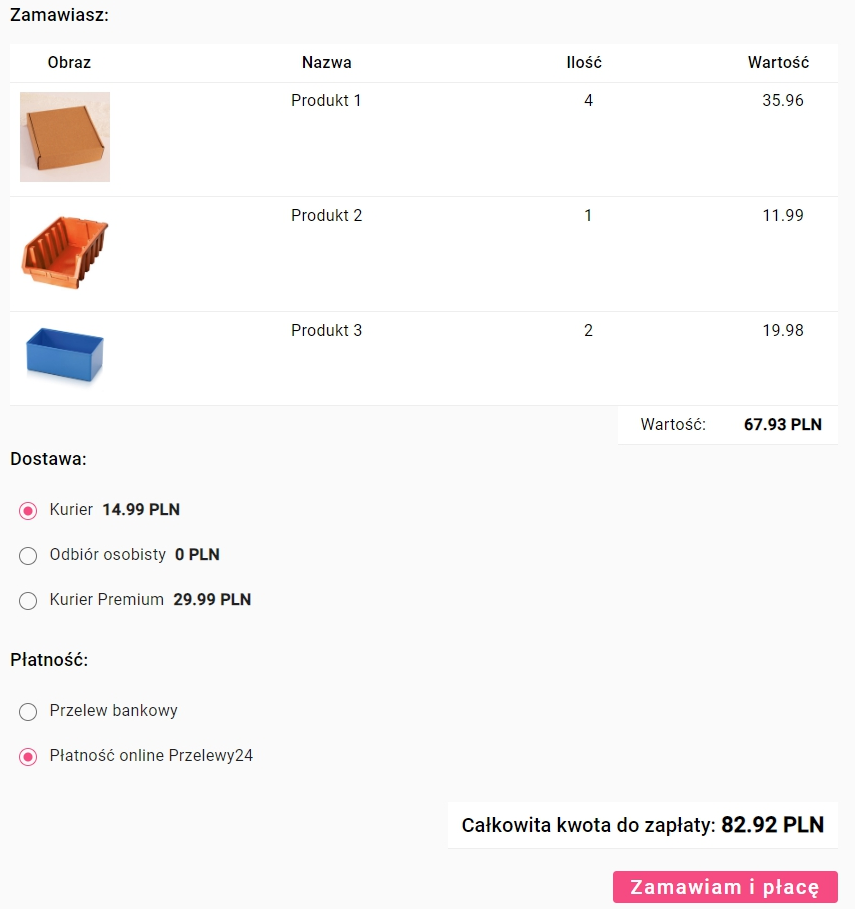 Zamawiasz:
Obraz Nazwa Ilość Wartość
Produkt 1 4 35.96
Produkt 2 1 11.99
Produkt 3 2 19.98
Wartość: 67.93 PLN
Dostawa:
Kurier 14.99 PLN
Odbiór osobisty 0 PLN
Kurier Premium 29.99 PLN
Płatność:
Przelew bankowy
Płatność online Przelewy24
Całkowita kwota do zapłaty: 82.92 PLN
Zamawiam i płacę